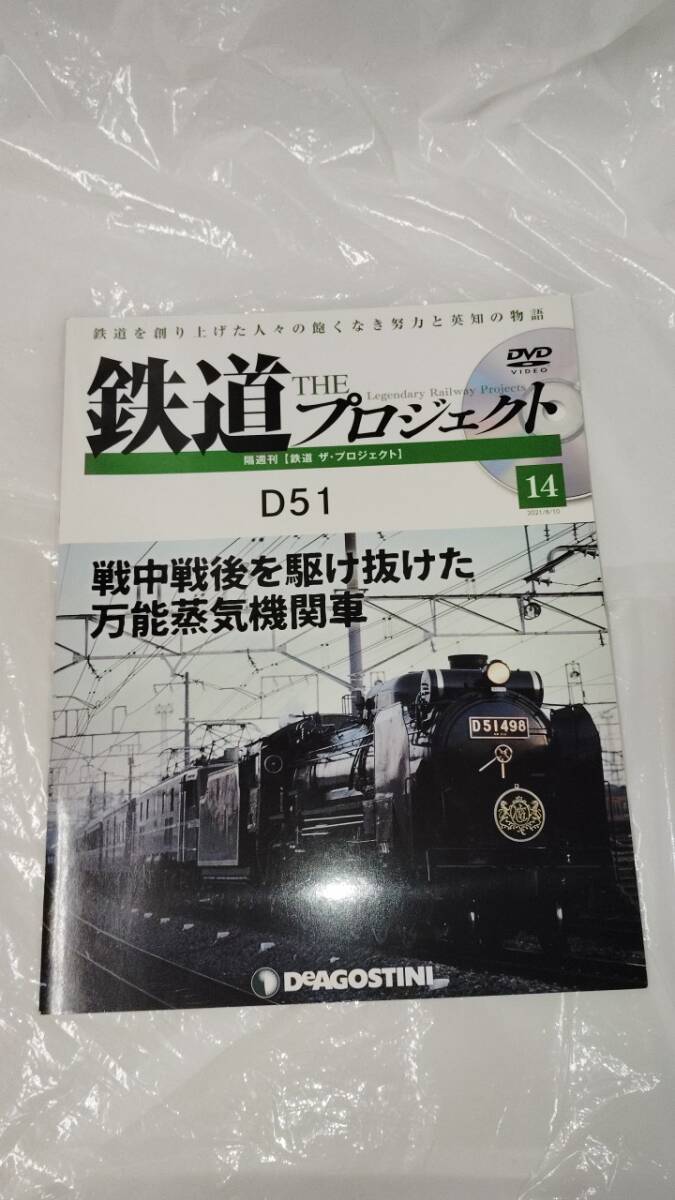 鉄道を創り上げた人々の飽くなき努力と英知の物語
DVD
VIDEO
鉄道 THE プロジェクト
Legendary Railway Projects
隔週刊【鉄道 ザ・プロジェクト】
14
2021/8/10
D51
戦中戦後を駆け抜けた
万能蒸気機関車
D51498
DeAGOSTINI